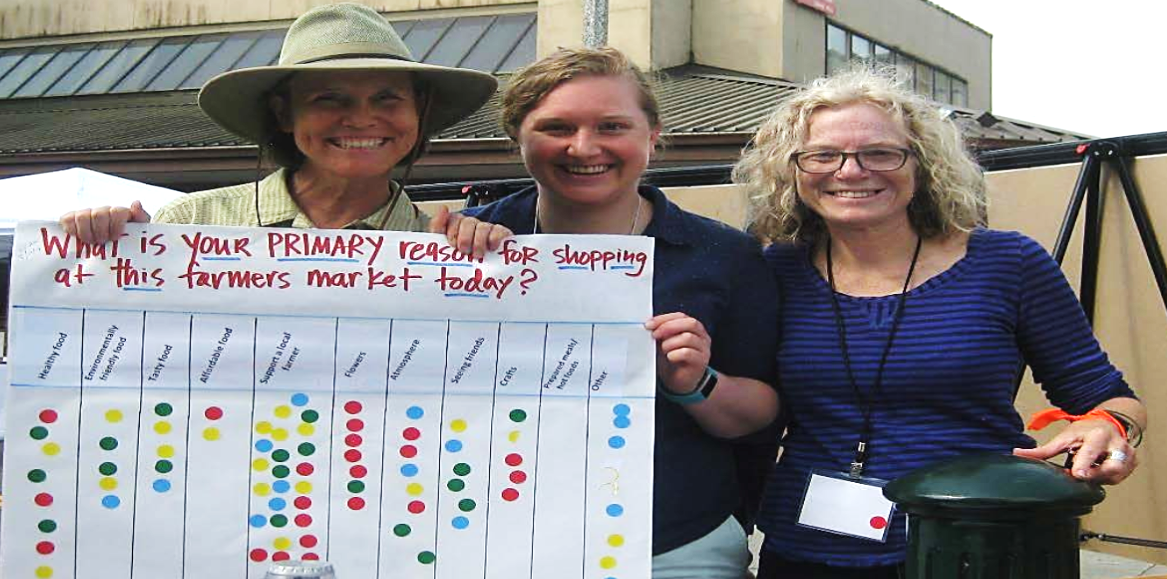 What is YOUR PRIMARY reason for shopping
at this farmers market today?
Healthy food
Environmentally
friendly food
Tasty food
Affordable food
Support a local
farmer
Flowers
Atmosphere
Seeing friends
Crafts
Prepared meals/
hot foods
Other
2